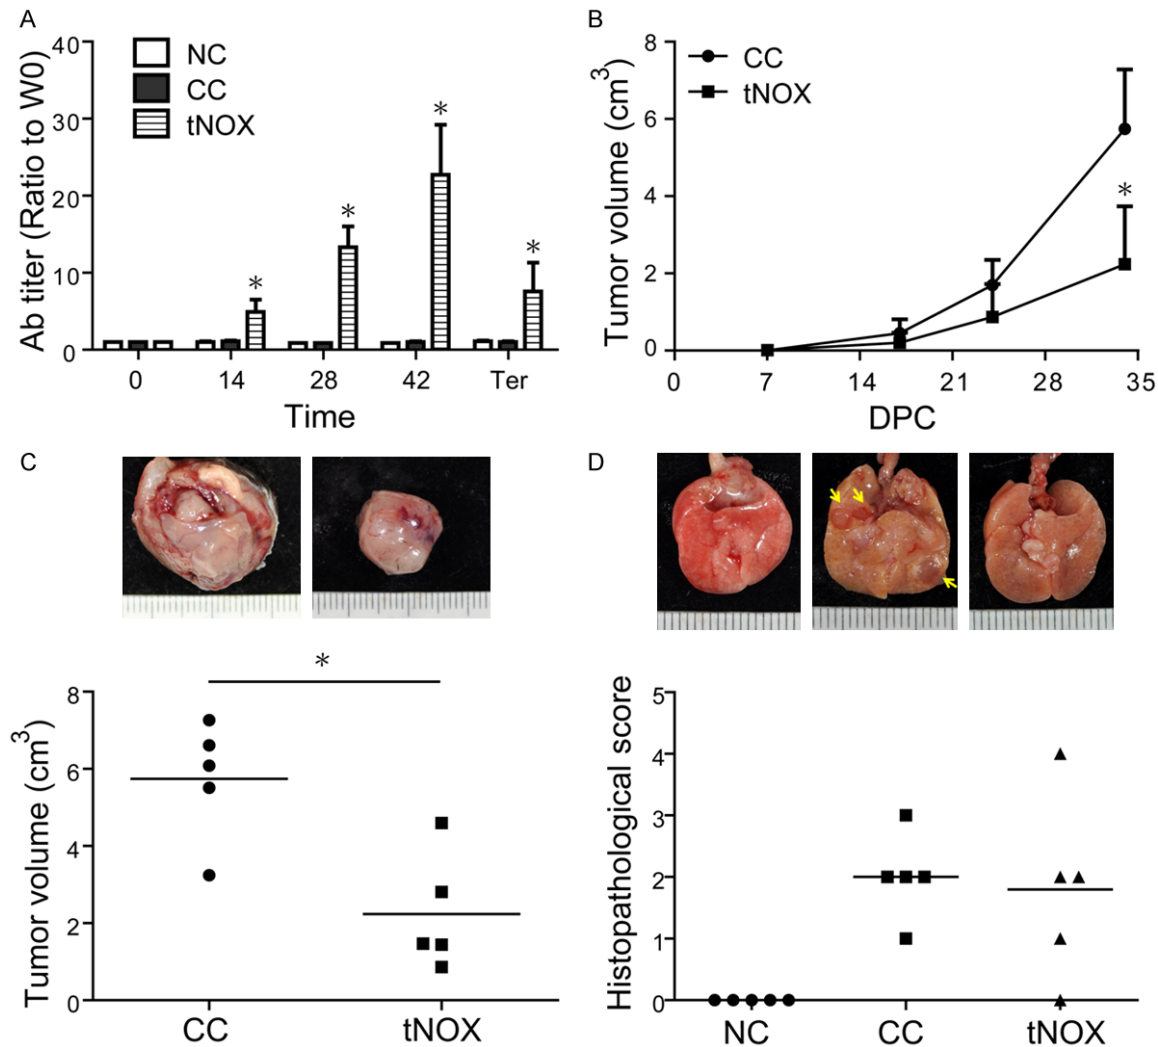 A
Ab titer (Ratio to W0)
40
30
20
10
0
NC
CC
tNOX
*
*
*
*
0 14 28 42 Ter
Time
B
Tumor volume (cm3)
8
6
4
2
0
CC
tNOX
*
0 7 14 21 28 35
DPC
C
*
Tumor volume (cm3)
8
6
4
2
0
CC tNOX
D
Histopathological score
5
4
3
2
1
0
NC CC tNOX